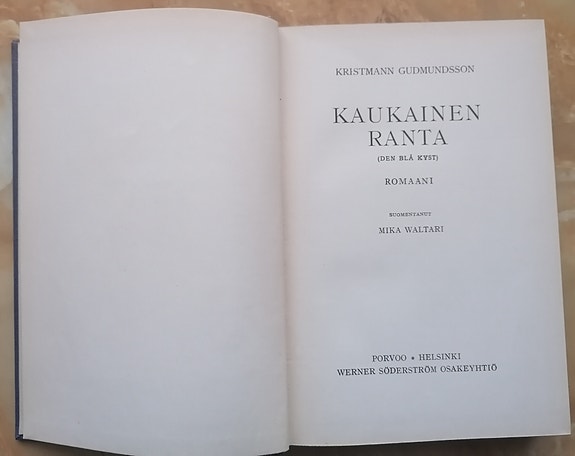 KRISTMANN GUDMUNDSSON
KAUKAINEN
RANTA
(DEN BLÅ KYST)
ROMAANI
SUOMENTANUT
MIKA WALTARI
PORVOO • HELSINKI
WERNER SÖDERSTRÖM OSAKEYHTIÖ